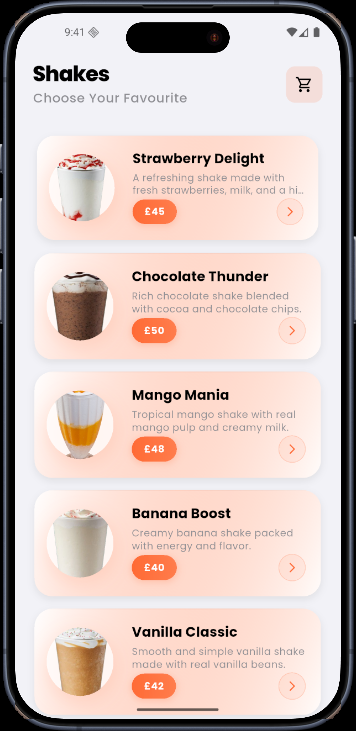 9:41
Shakes
Choose Your Favourite
Strawberry Delight
A refreshing shake made with
fresh strawberries, milk, and a hi...
£45
Chocolate Thunder
Rich chocolate shake blended
with cocoa and chocolate chips.
£50
Mango Mania
Tropical mango shake with real
mango pulp and creamy milk.
£48
Banana Boost
Creamy banana shake packed
with energy and flavor.
£40
Vanilla Classic
Smooth and simple vanilla shake
made with real vanilla beans.
£42